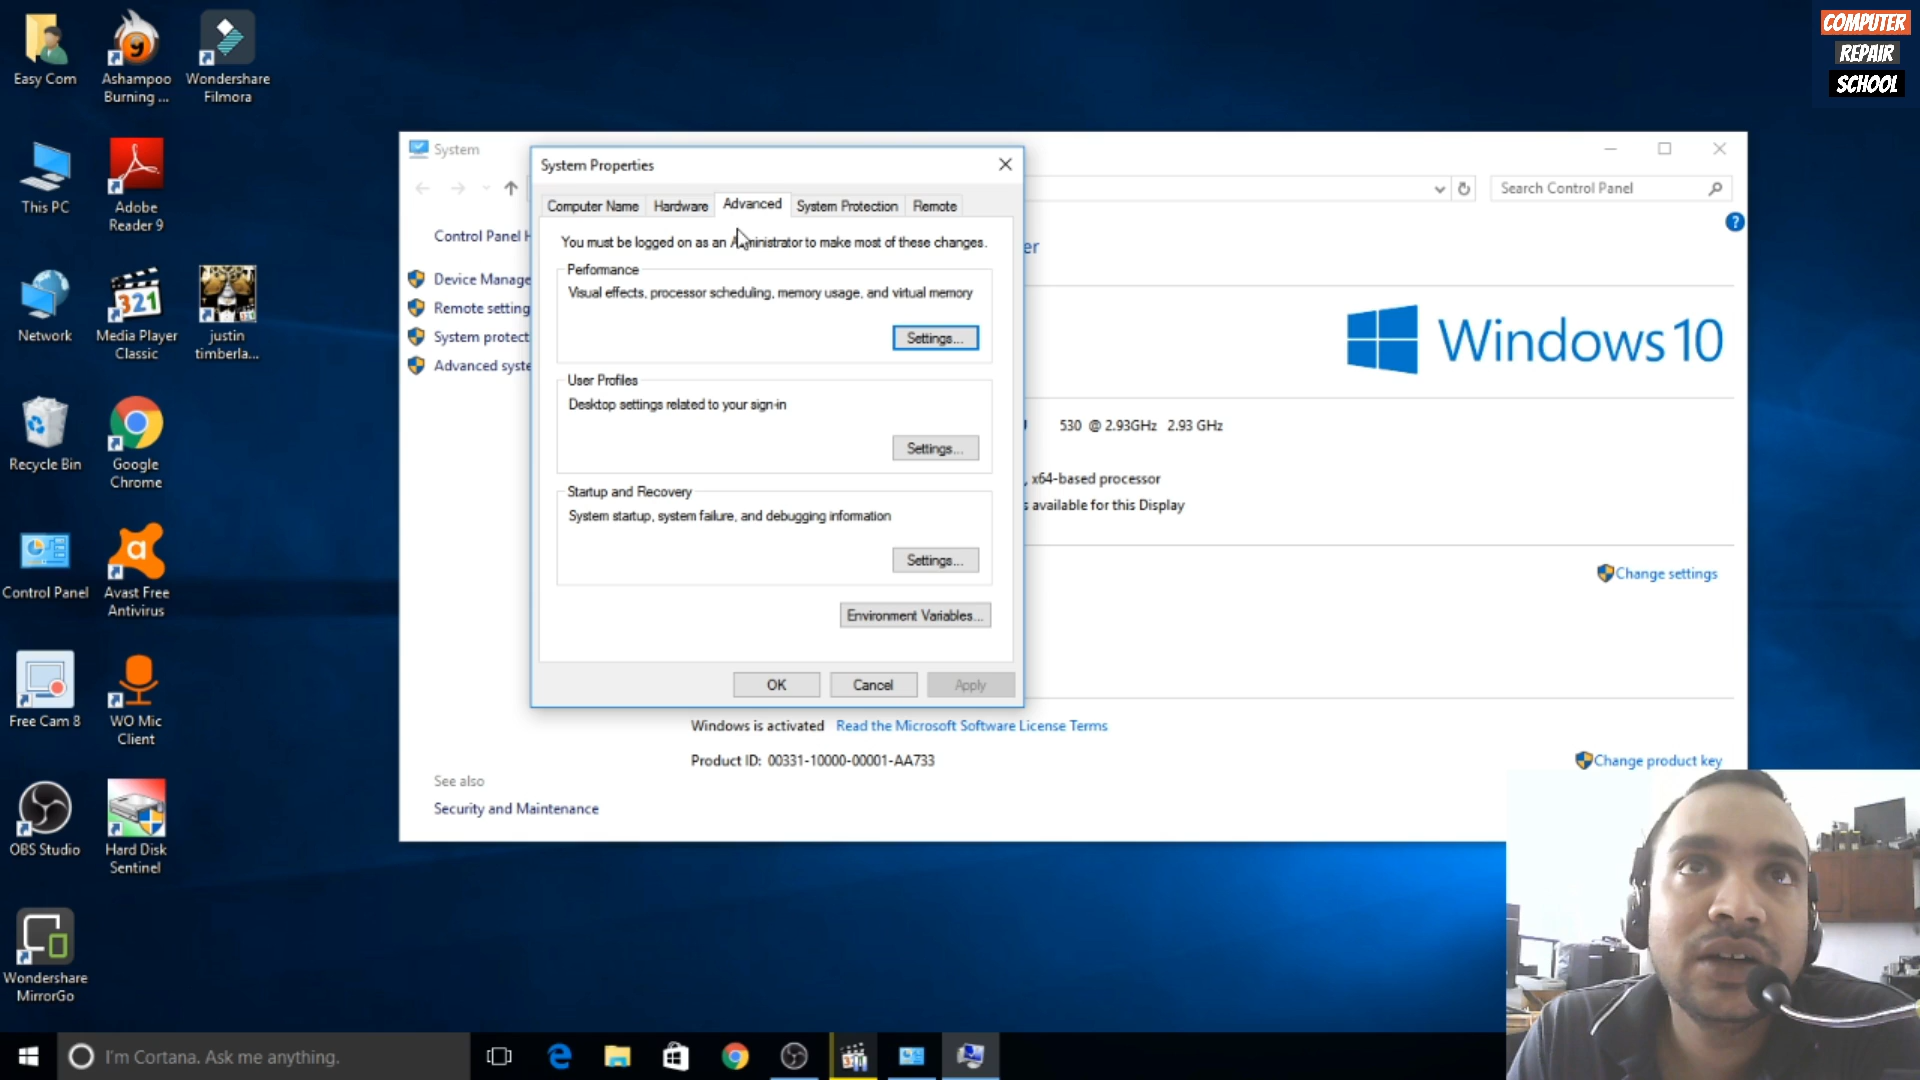 COMPUTER
REPAIR
SCHOOL
Easy Com
Ashampoo
Burning ...
Wondershare
Filmora
This PC
Adobe
Reader 9
Network
Media Player
Classic
justin
timberla...
Recycle Bin
Google
Chrome
Control Panel
Avast Free
Antivirus
Free Cam 8
WO Mic
Client
OBS Studio
Hard Disk
Sentinel
Wondershare
MirrorGo
System
Search Control Panel
Control Panel H
Device Manage
Remote setting
System protect
Advanced syste
See also
Security and Maintenance
System Properties
Computer Name
Hardware
Advanced
System Protection
Remote
You must be logged on as an Administrator to make most of these changes.
Performance
Visual effects, processor scheduling, memory usage, and virtual memory
Settings...
User Profiles
Desktop settings related to your sign-in
Settings...
Startup and Recovery
System startup, system failure, and debugging information
Settings...
Environment Variables...
OK
Cancel
Apply
er
Windows 10
530 @ 2.93GHz 2.93 GHz
, x64-based processor
s available for this Display
Change settings
Windows is activated Read the Microsoft Software License Terms
Product ID: 00331-10000-00001-AA733
Change product key
I'm Cortana. Ask me anything.